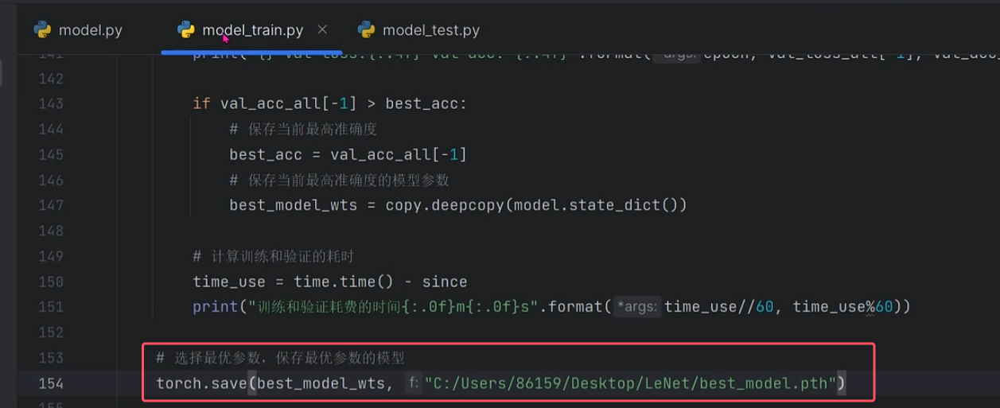 model.py model_train.py × model_test.py
142
143 if val_acc_all[-1] > best_acc:
144 # 保存当前最高准确度
145 best_acc = val_acc_all[-1]
146 # 保存当前最高准确度的模型参数
147 best_model_wts = copy.deepcopy(model.state_dict())
148
149 # 计算训练和验证的耗时
150 time_use = time.time() - since
151 print("训练和验证耗费的时间{:.0f}m{:.0f}s".format( *args: time_use//60, time_use%60))
152
153 # 选择最优参数，保存最优参数的模型
154 torch.save(best_model_wts, f: "C:/Users/86159/Desktop/LeNet/best_model.pth")